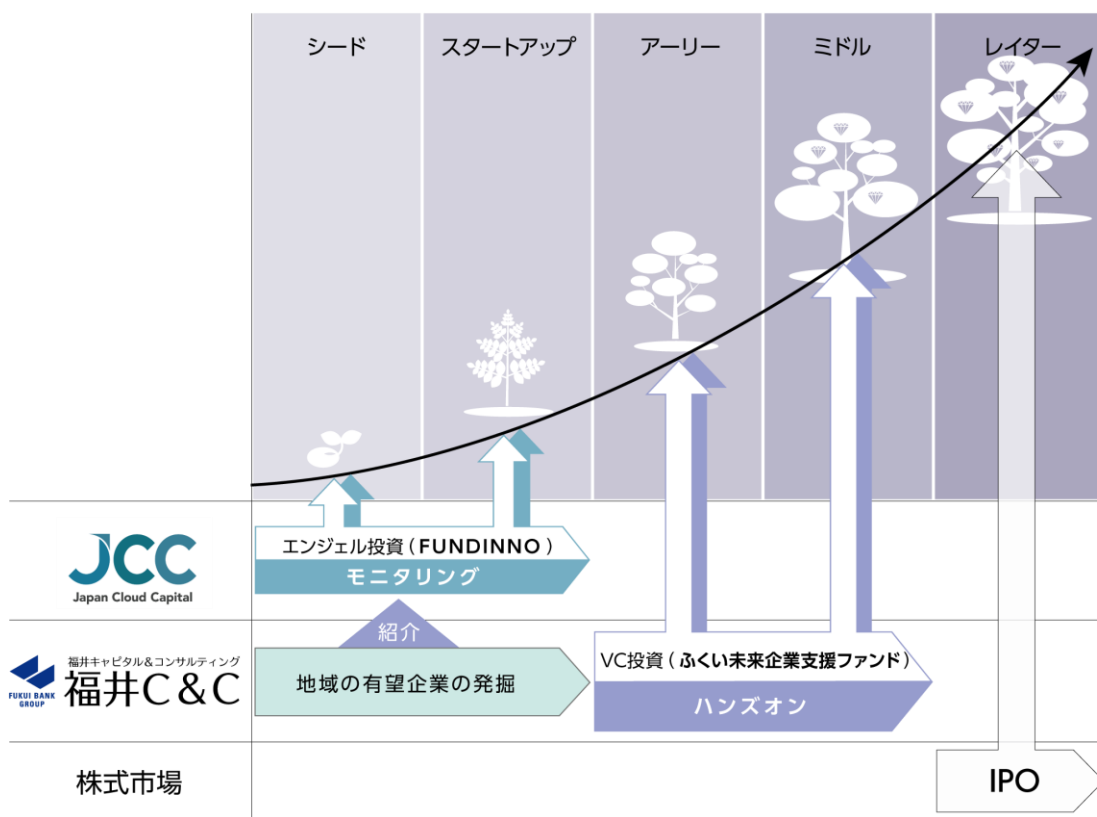 シード
スタートアップ
アーリー
ミドル
レイター
JCC
Japan Cloud Capital
エンジェル投資(FUNDINNO)
モニタリング
紹介
FUKUI BANK
GROUP
福井キャピタル&コンサルティング
福井C&C
地域の有望企業の発掘
VC投資(ふくい未来企業支援ファンド)
ハンズオン
株式市場
IPO